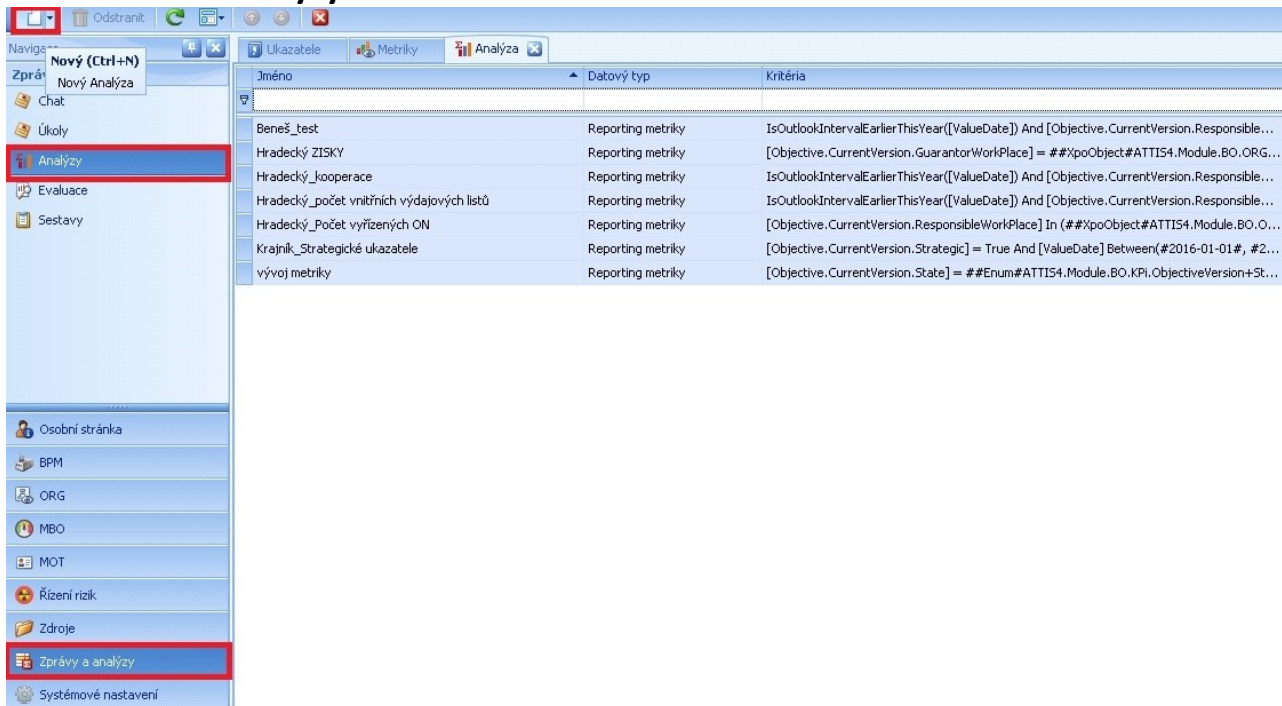 Odstranit
Navigace
Nový (Ctrl+N)
Nový Analýza
Zpráv
Chat
Úkoly
Analýzy
Evaluace
Sestavy
Osobní stránka
BPM
ORG
MBO
MOT
Řízení rizik
Zdroje
Zprávy a analýzy
Systémové nastavení
Ukazatele Metriky Analýza
Jméno Datový typ Kritéria
Beneš_test Reporting metriky IsOutlookIntervalEarlierThisYear([ValueDate]) And [Objective.CurrentVersion.Responsible...
Hradecký ZISKY Reporting metriky [Objective.CurrentVersion.GuarantorWorkPlace] = ##XpoObject#ATTIS4.Module.BO.ORG...
Hradecký_kooperace Reporting metriky IsOutlookIntervalEarlierThisYear([ValueDate]) And [Objective.CurrentVersion.Responsible...
Hradecký_počet vnitřních výdajových listů Reporting metriky IsOutlookIntervalEarlierThisYear([ValueDate]) And [Objective.CurrentVersion.Responsible...
Hradecký_Počet vyřízených ON Reporting metriky [Objective.CurrentVersion.ResponsibleWorkPlace] In (##XpoObject#ATTIS4.Module.BO.O...
Krajník_Strategické ukazatele Reporting metriky [Objective.CurrentVersion.Strategic] = True And [ValueDate] Between(#2016-01-01#, #2...
vývoj metriky Reporting metriky [Objective.CurrentVersion.State] = ##Enum#ATTIS4.Module.BO.KPi.ObjectiveVersion+St...